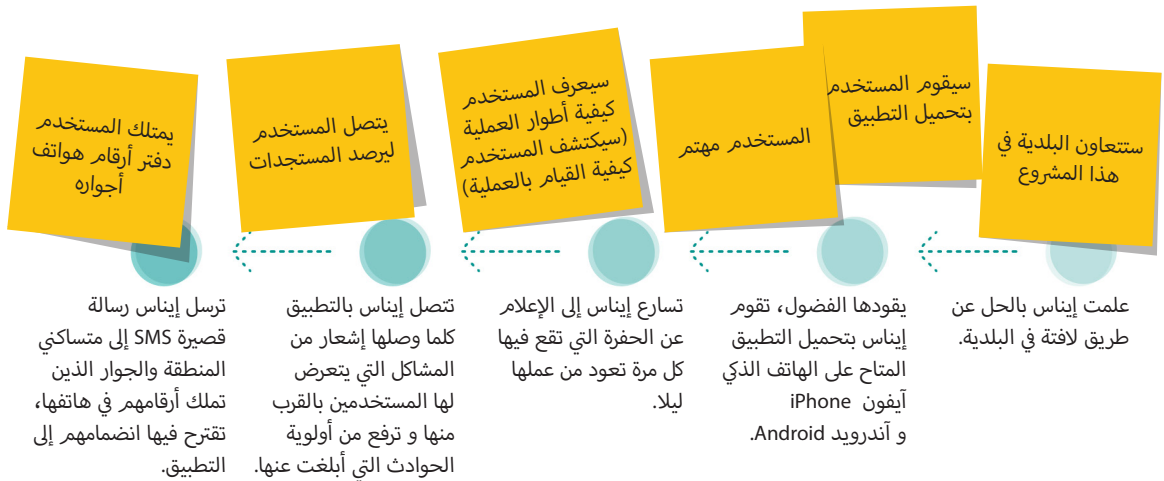 ستتعاون البلدية في
هذا المشروع
سيقوم المستخدم
بتحميل التطبيق
المستخدم مهتم
سيعرف المستخدم
كيفية أطوار العملية
(سيكتشف المستخدم
كيفية القيام بالعملية)
يتصل المستخدم
ليرصد المستجدات
يمتلك المستخدم
دفتر أرقام هواتف
أجواره
علمت إيناس بالحل عن
طريق لافتة في البلدية.
يقودها الفضول، تقوم
إيناس بتحميل التطبيق
المتاح على الهاتف الذكي
آيفون iPhone
و آندرويد Android.
تسارع إيناس إلى الإعلام
عن الحفرة التي تقع فيها
كل مرة تعود من عملها
ليلا.
تتصل إيناس بالتطبيق
كلما وصلها إشعار من
المشاكل التي يتعرض
لها المستخدمين بالقرب
منها و ترفع من أولوية
الحوادث التي أبلغت عنها.
ترسل إيناس رسالة
قصيرة SMS إلى متساكني
المنطقة والجوار الذين
تملك أرقامهم في هاتفها،
تقترح فيها انضمامهم إلى
التطبيق.